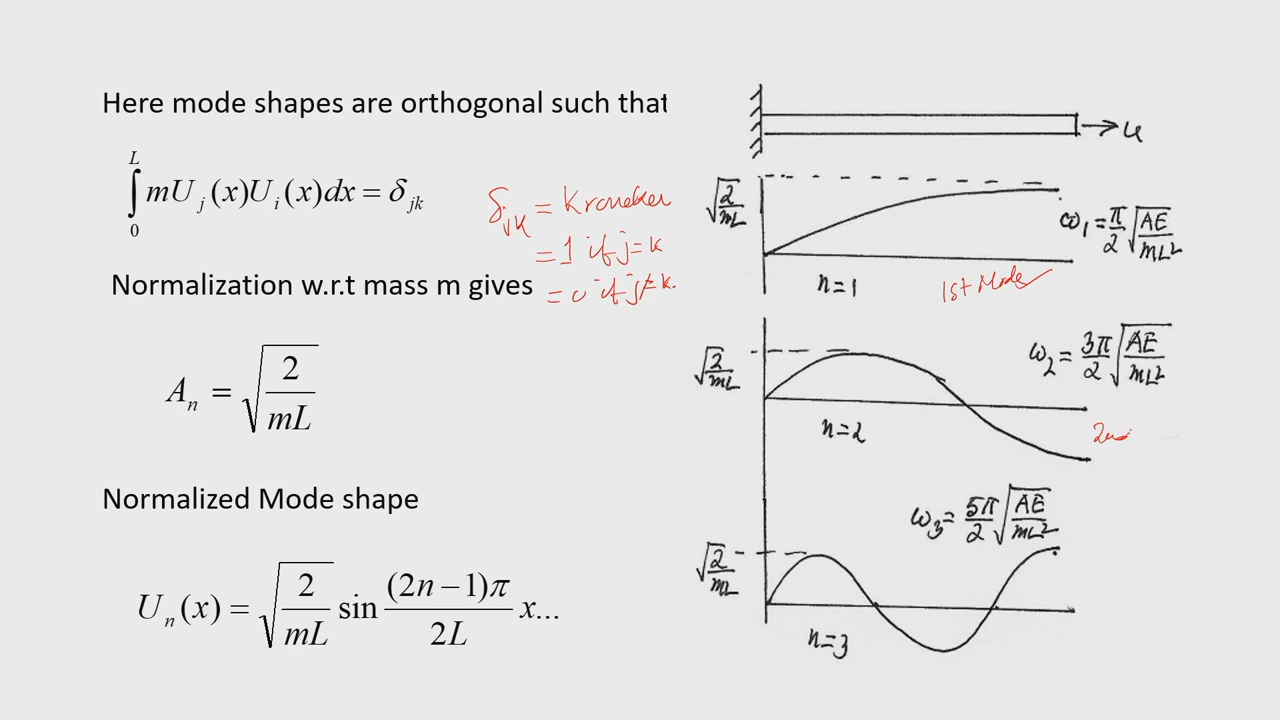 Here mode shapes are orthogonal such that
∫₀ᴸ mU_j(x)U_i(x)dx = δ_jk
δ_jk = Kroneker
= 1 if j=k
= 0 if j≠k.
Normalization w.r.t mass m gives
A_n = √(2/mL)
Normalized Mode shape
U_n(x) = √(2/mL) sin (2n−1)π/2L x...
u
√(2/mL)
ω₁ = π/2 √(AE/mL²)
n=1
1st Mode
√(2/mL)
ω₂ = 3π/2 √(AE/mL²)
n=2
√(2/mL)
ω₃ = 5π/2 √(AE/mL²)
n=3